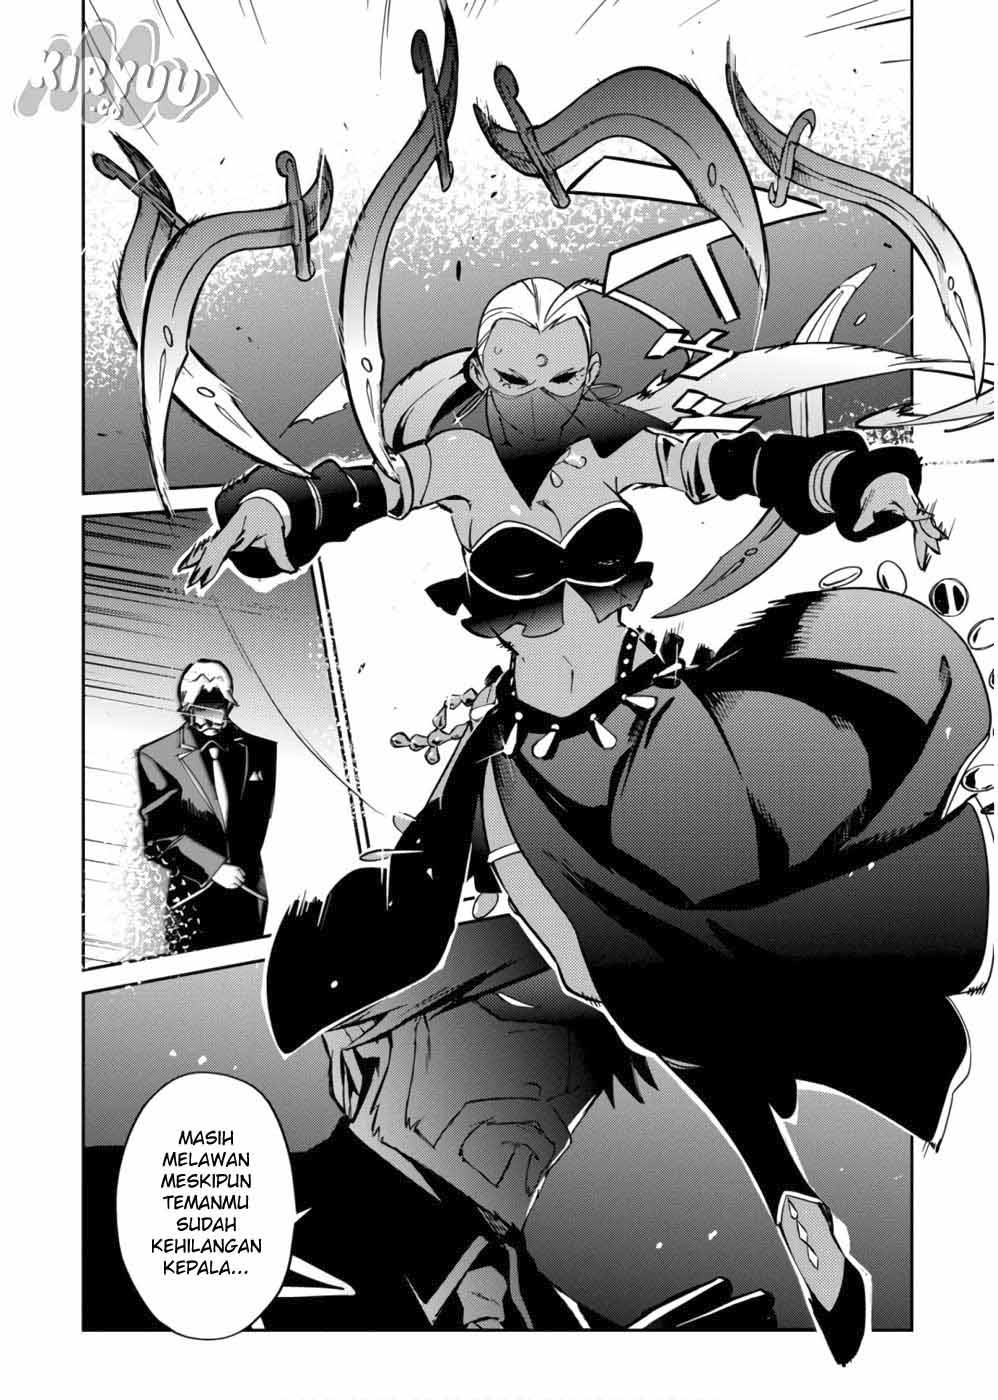 KIRYUU
.CO
MASIH
MELAWAN
MESKIPUN
TEMANMU
SUDAH
KEHILANGAN
KEPALA...